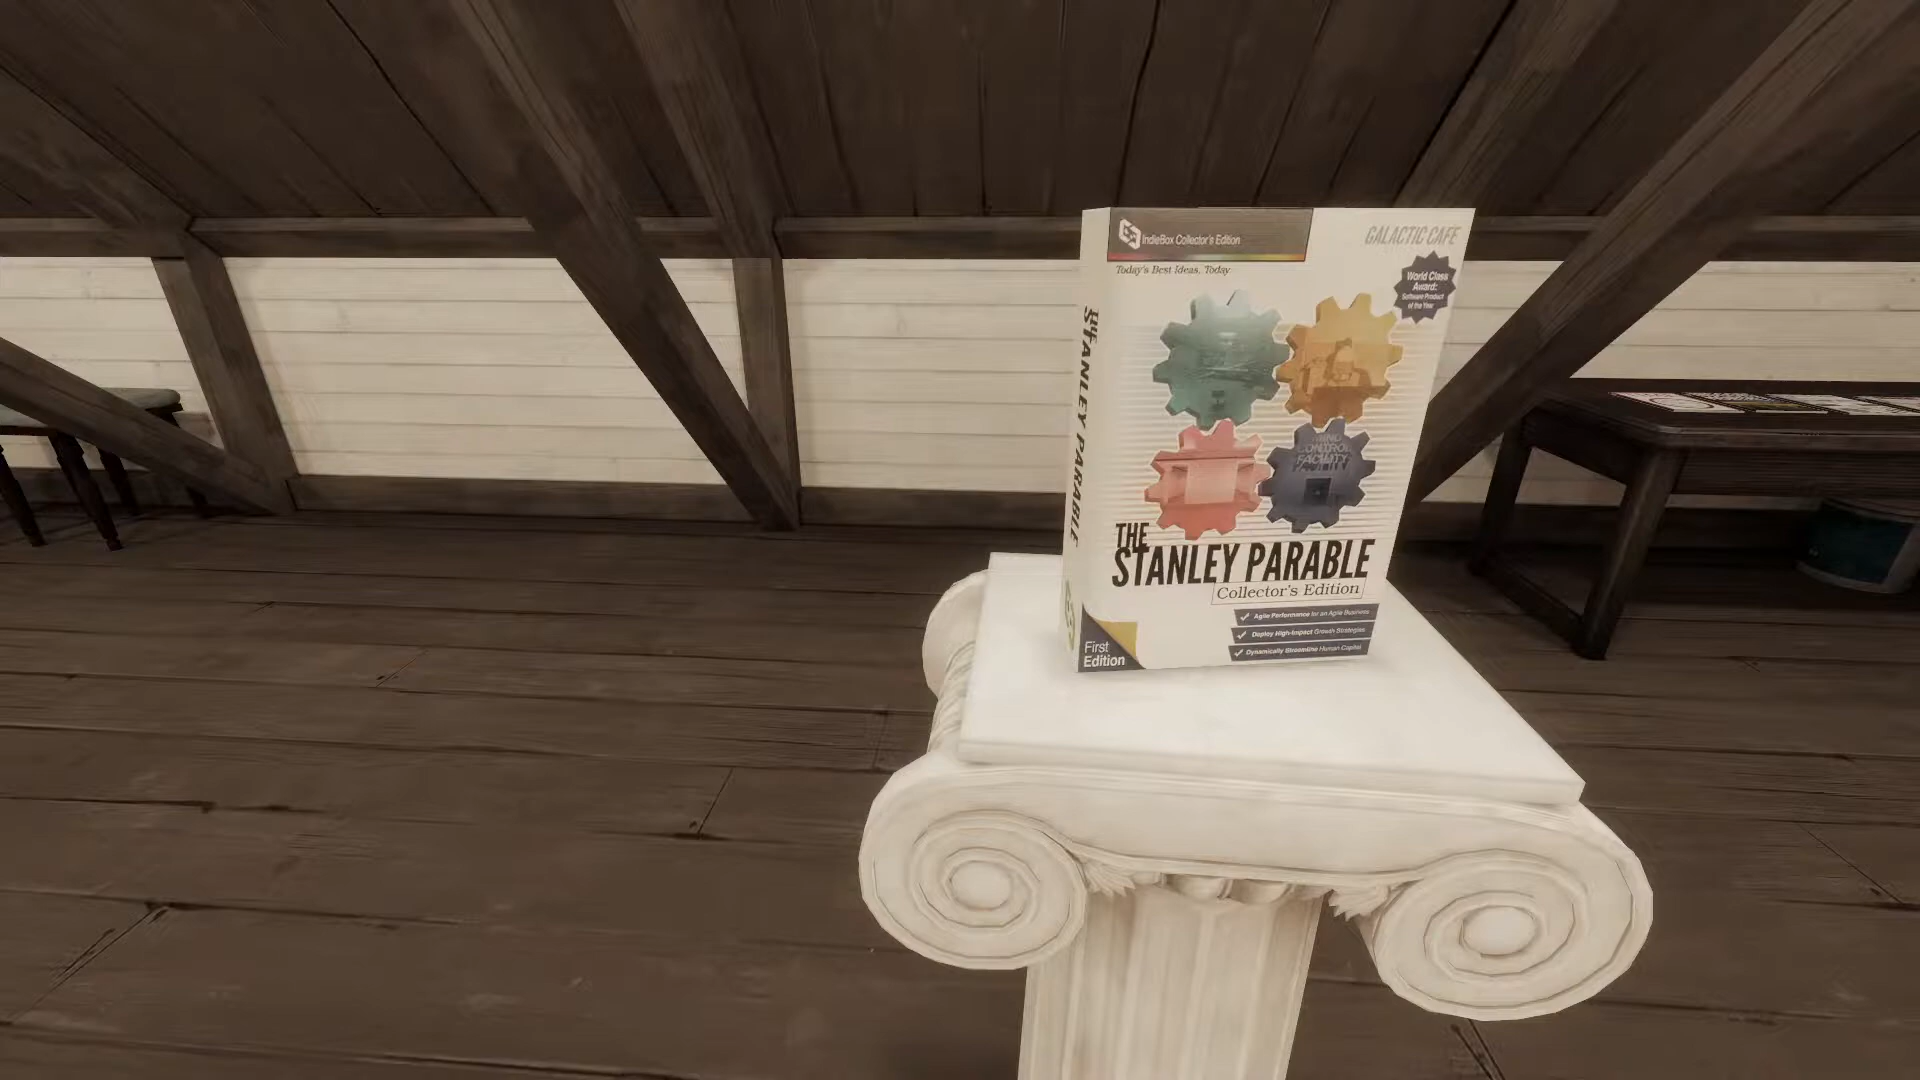 IndieBox Collector's Edition
GALACTIC CAFE
Today's Best Ideas, Today
World Class
Award:
Software Product
of the Year
THE
STANLEY PARABLE
MIND
CONTROL
FACILITY
THE
STANLEY PARABLE
Collector's Edition
Agile Performance for an Agile Business
Deploy High-Impact Growth Strategies
Dynamically Streamline Human Capital
First
Edition